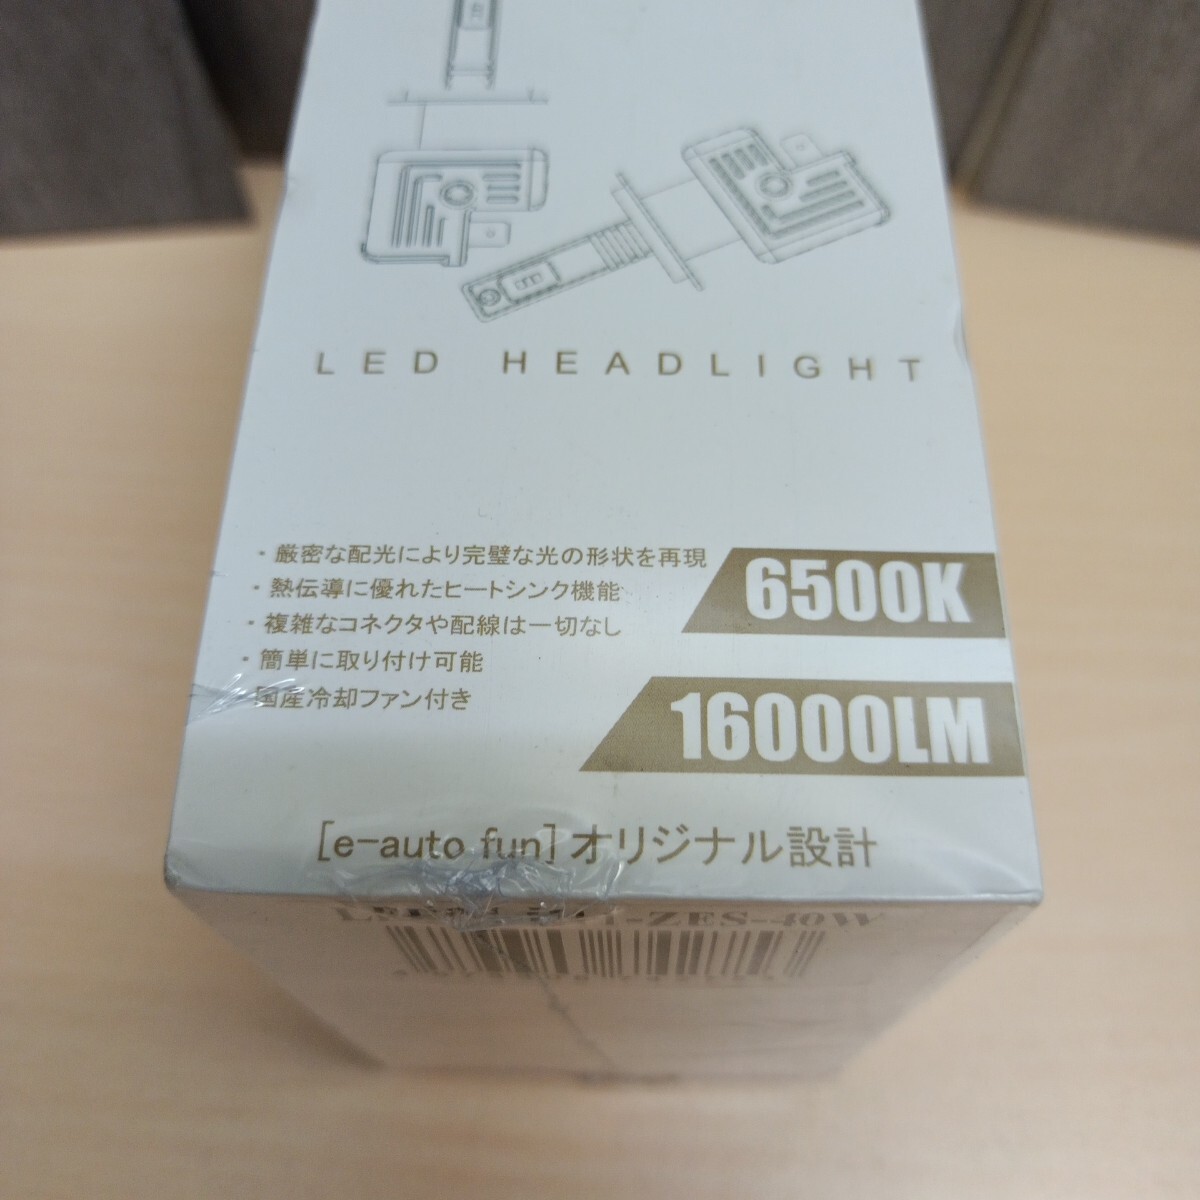 LED HEADLIGHT
・厳密な配光により完璧な光の形状を再現
・熱伝導に優れたヒートシンク機能
・複雑なコネクタや配線は一切なし
・簡単に取り付け可能
・国産冷却ファン付き
6500K
16000LM
[e-auto fun]オリジナル設計
-ZES-40W